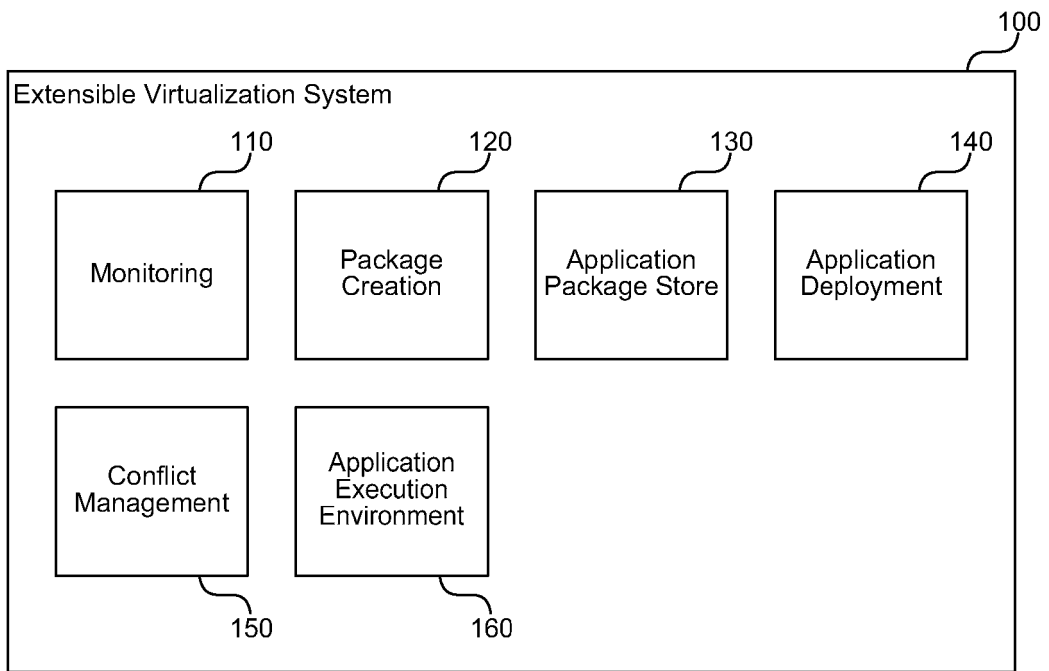 100
Extensible Virtualization System
110
120
130
140
Monitoring
Package
Creation
Application
Package Store
Application
Deployment
Conflict
Management
Application
Execution
Environment
150
160